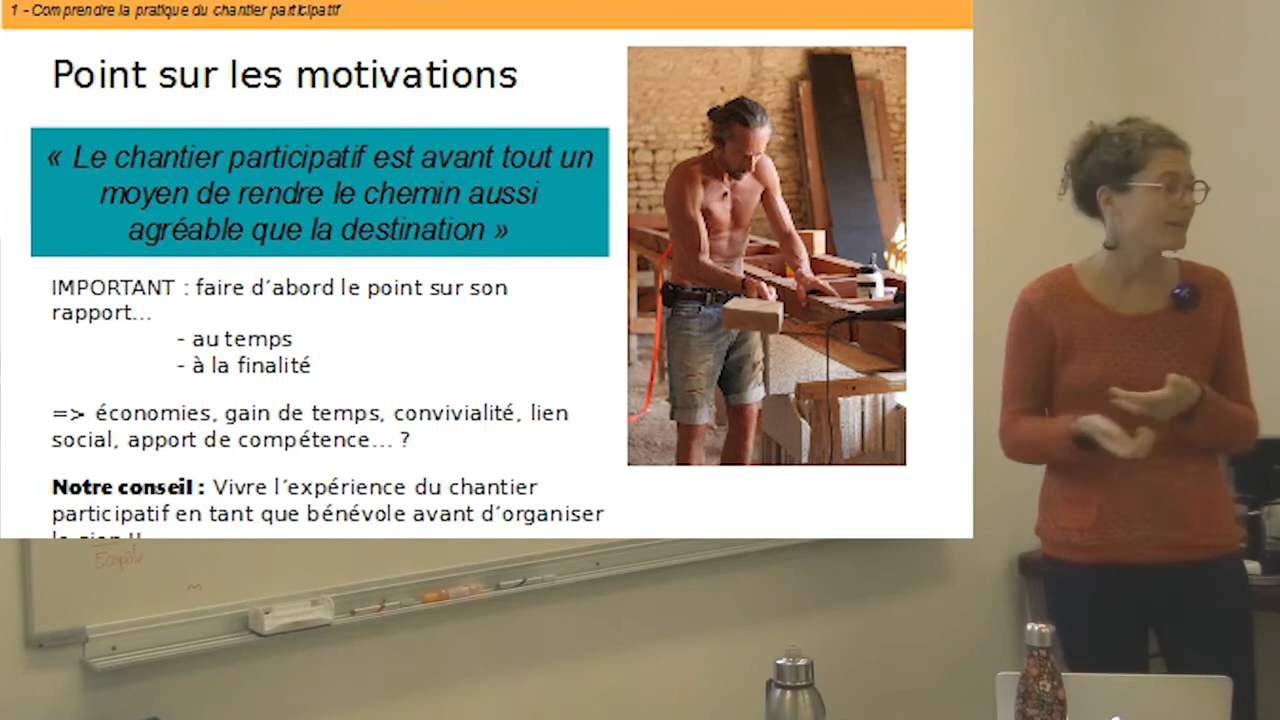 1 - Comprendre la pratique du chantier participatif
Point sur les motivations
« Le chantier participatif est avant tout un
moyen de rendre le chemin aussi
agréable que la destination »
IMPORTANT : faire d’abord le point sur son
rapport...
- au temps
- à la finalité
=> économies, gain de temps, convivialité, lien
social, apport de compétence... ?
Notre conseil : Vivre l’expérience du chantier
participatif en tant que bénévole avant d’organiser
le sien !!
Ecopôle